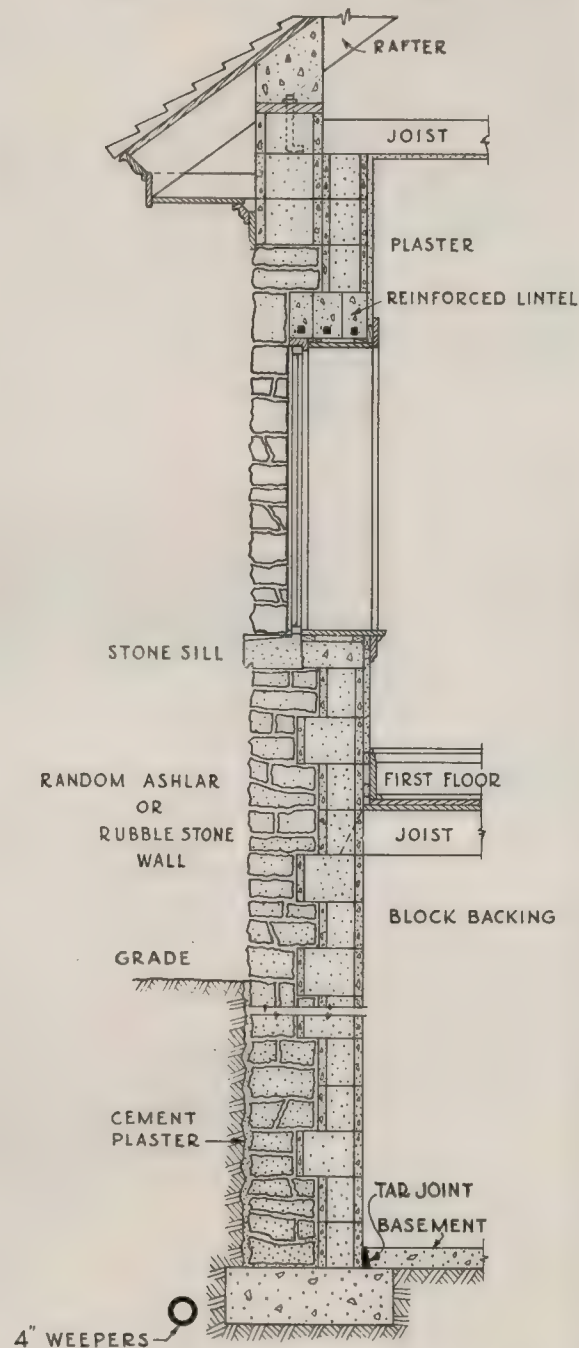 RAFTER
JOIST
PLASTER
REINFORCED LINTEL
STONE SILL
RANDOM ASHLAR
OR
RUBBLE STONE
WALL
FIRST FLOOR
JOIST
BLOCK BACKING
GRADE
CEMENT
PLASTER
TAR JOINT
BASEMENT
4" WEEPERS